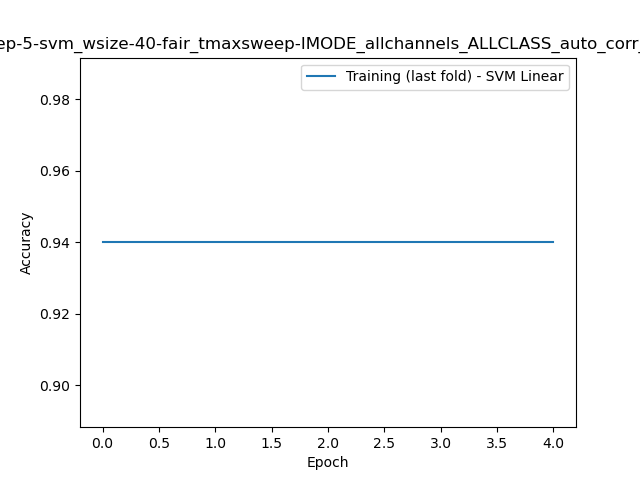 ep-5-svm_wsize-40-fair_tmaxsweep-IMODE_allchannels_ALLCLASS_auto_corr_
Training (last fold) - SVM Linear
0.98
0.96
0.94
0.92
0.90
Accuracy
0.0 0.5 1.0 1.5 2.0 2.5 3.0 3.5 4.0
Epoch